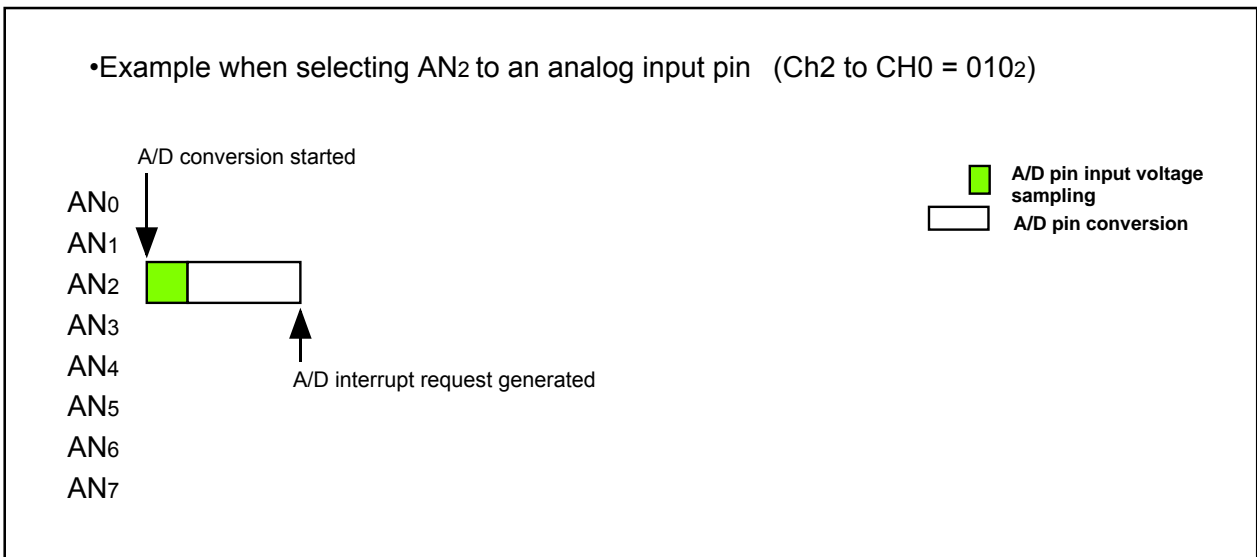 •Example when selecting AN2 to an analog input pin (Ch2 to CH0 = 0102)
A/D conversion started
A/D pin input voltage
sampling
A/D pin conversion
AN0
AN1
AN2
AN3
AN4
A/D interrupt request generated
AN5
AN6
AN7